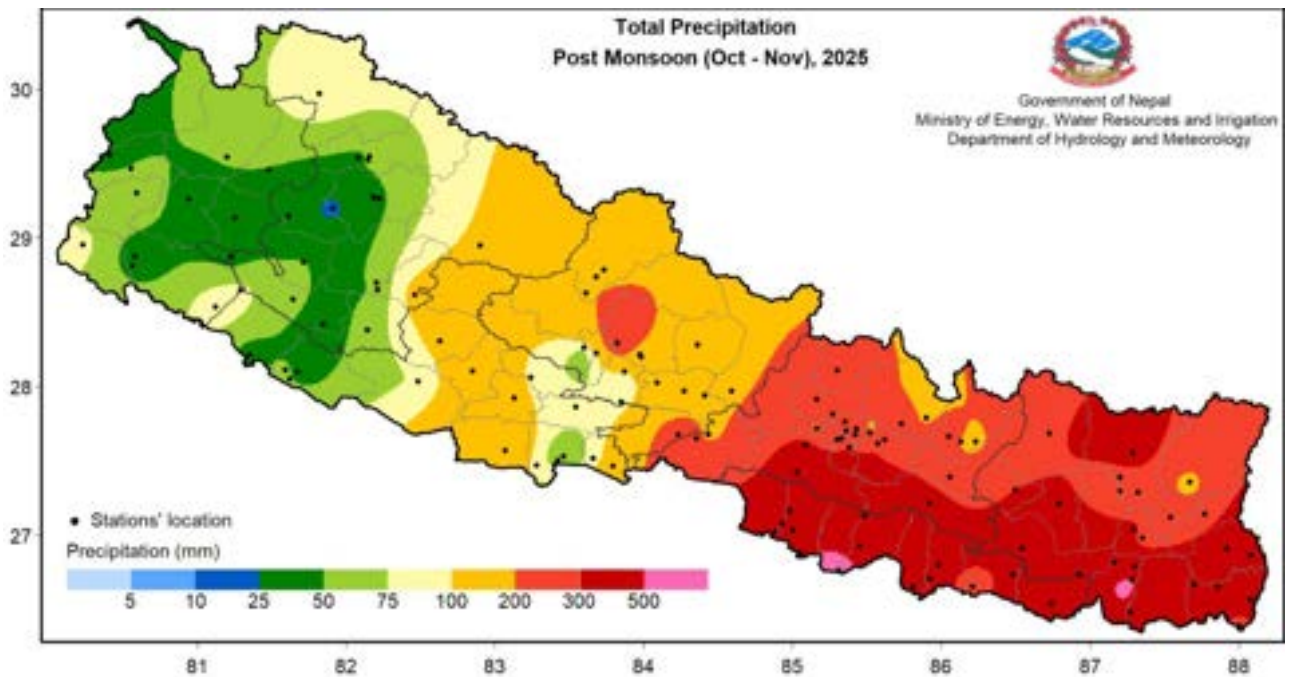 Total Precipitation
Post Monsoon (Oct - Nov), 2025
Government of Nepal
Ministry of Energy, Water Resources and Irrigation
Department of Hydrology and Meteorology
30
29
28
27
Stations' location
Precipitation (mm)
5 10 25 50 75 100 200 300 500
81 82 83 84 85 86 87 88